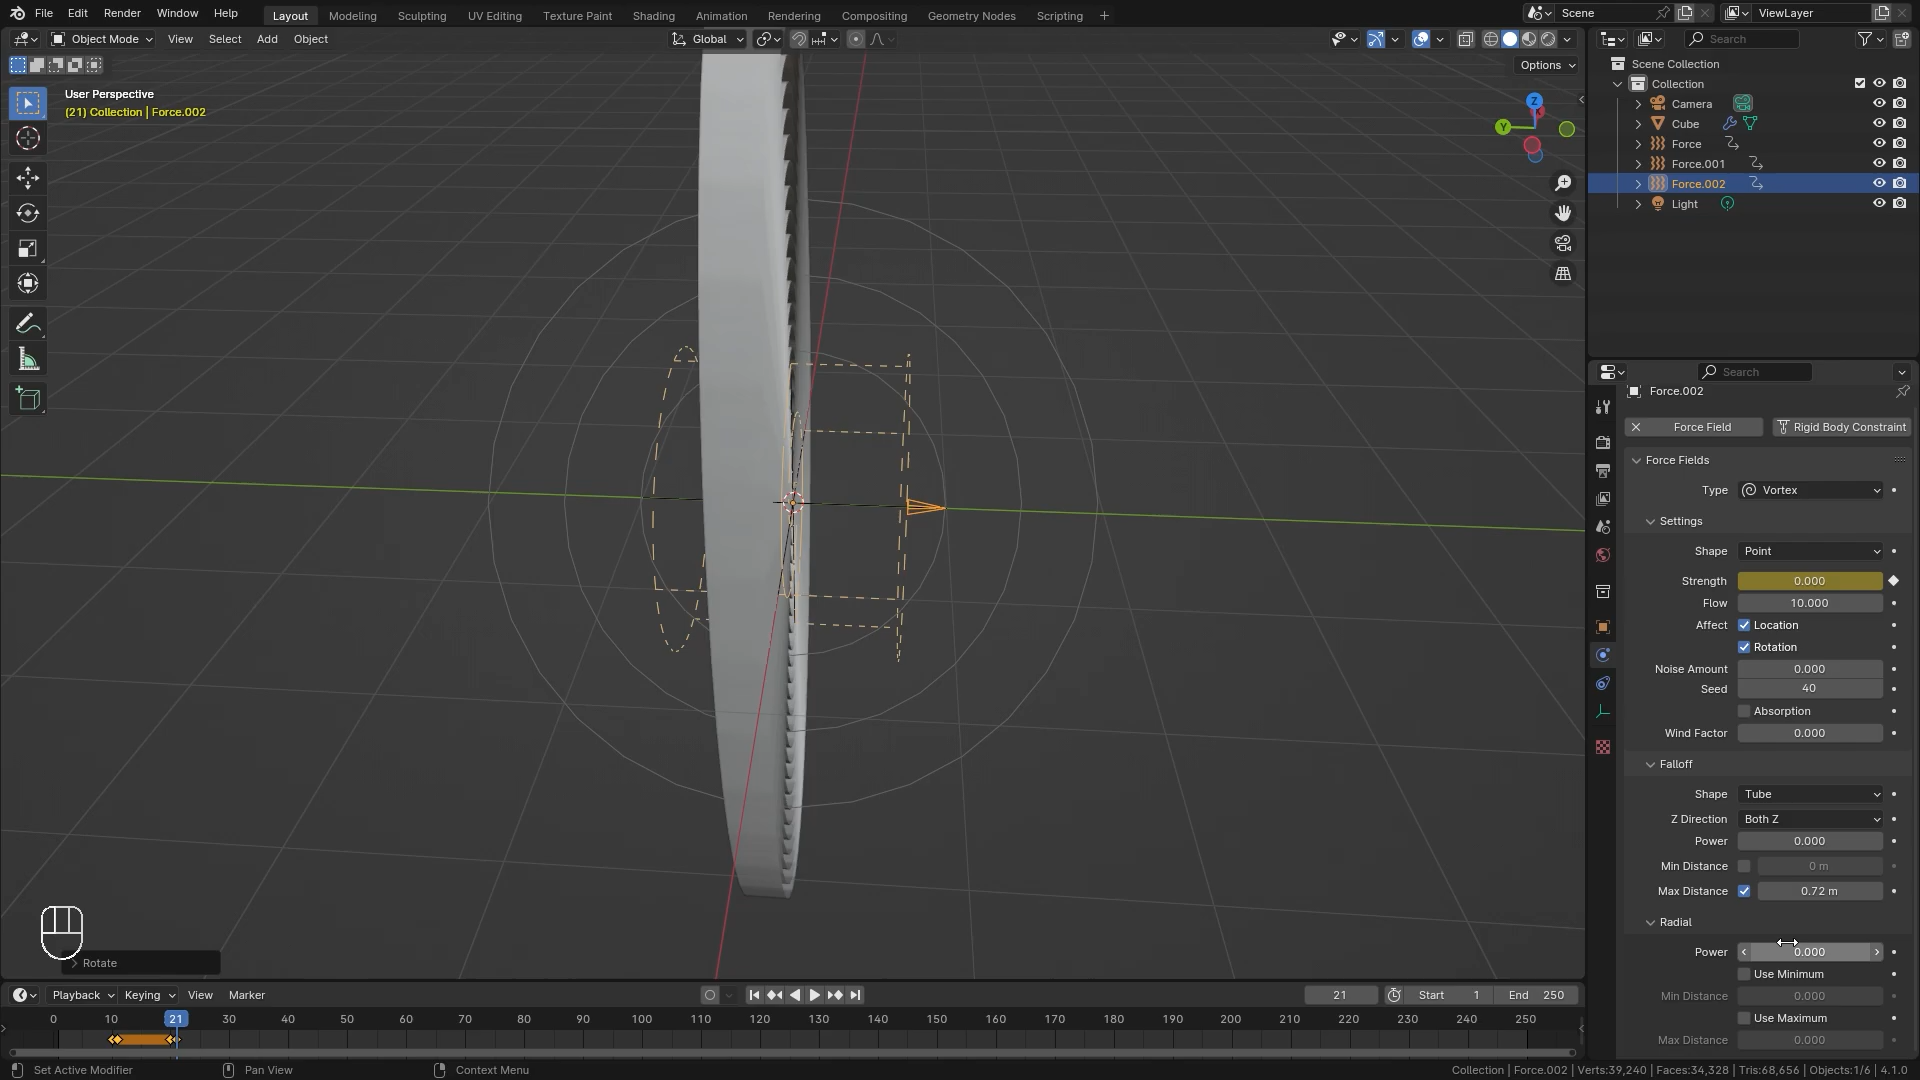 File Edit Render Window Help Layout Modeling Sculpting UV Editing Texture Paint Shading Animation Rendering Compositing Geometry Nodes Scripting + Scene ViewLayer
Object Mode View Select Add Object Global Search
Options
User Perspective
(21) Collection | Force.002
Z
Y
Scene Collection
Collection
Camera
Cube
Force
Force.001
Force.002
Light
Search
Force.002
Force Field Rigid Body Constraint
Force Fields
Type Vortex
Settings
Shape Point
Strength 0.000
Flow 10.000
Affect Location
Rotation
Noise Amount 0.000
Seed 40
Absorption
Wind Factor 0.000
Falloff
Shape Tube
Z Direction Both Z
Power 0.000
Min Distance 0 m
Max Distance 0.72 m
Radial
Power 0.000
Use Minimum
Min Distance 0.000
Use Maximum
Max Distance 0.000
Rotate
Playback Keying View Marker 21 Start 1 End 250
0 10 21 30 40 50 60 70 80 90 100 110 120 130 140 150 160 170 180 190 200 210 220 230 240 250
Set Active Modifier Pan View Context Menu Collection | Force.002 | Verts:39,240 | Faces:34,328 | Tris:68,656 | Objects:1/6 | 4.1.0